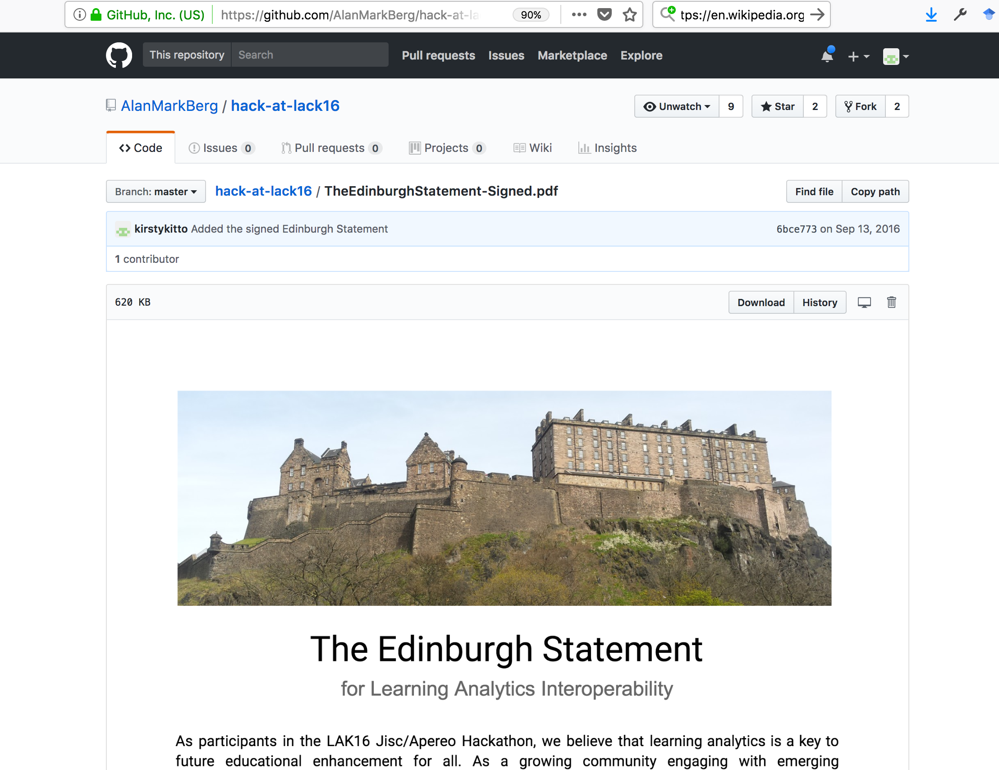 GitHub, Inc. (US) https://github.com/AlanMarkBerg/hack-at-la 90% tps://en.wikipedia.org
This repository Search Pull requests Issues Marketplace Explore
AlanMarkBerg / hack-at-lack16 Unwatch 9 Star 2 Fork 2
Code Issues 0 Pull requests 0 Projects 0 Wiki Insights
Branch: master hack-at-lack16 / TheEdinburghStatement-Signed.pdf Find file Copy path
kirstykitto Added the signed Edinburgh Statement 6bce773 on Sep 13, 2016
1 contributor
620 KB Download History
The Edinburgh Statement
for Learning Analytics Interoperability
As participants in the LAK16 Jisc/Apereo Hackathon, we believe that learning analytics is a key to
future educational enhancement for all. As a growing community engaging with emerging